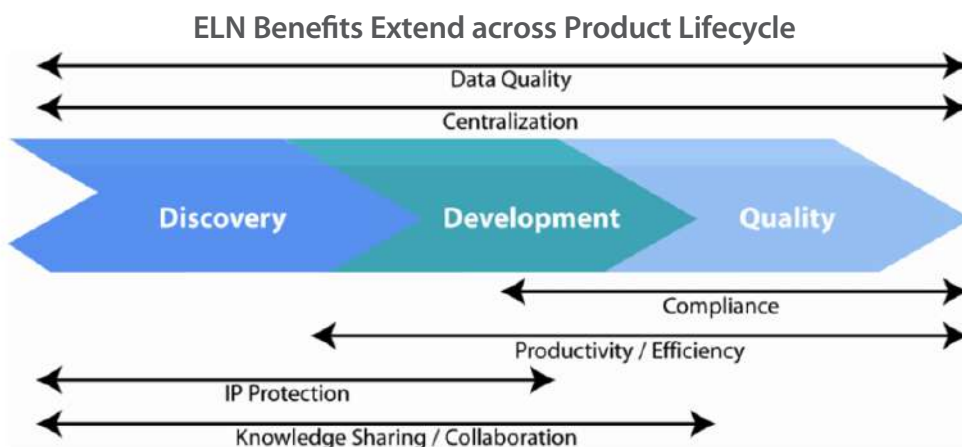 ELN Benefits Extend across Product Lifecycle
Data Quality
Centralization
Discovery
Development
Quality
Compliance
Productivity / Efficiency
IP Protection
Knowledge Sharing / Collaboration